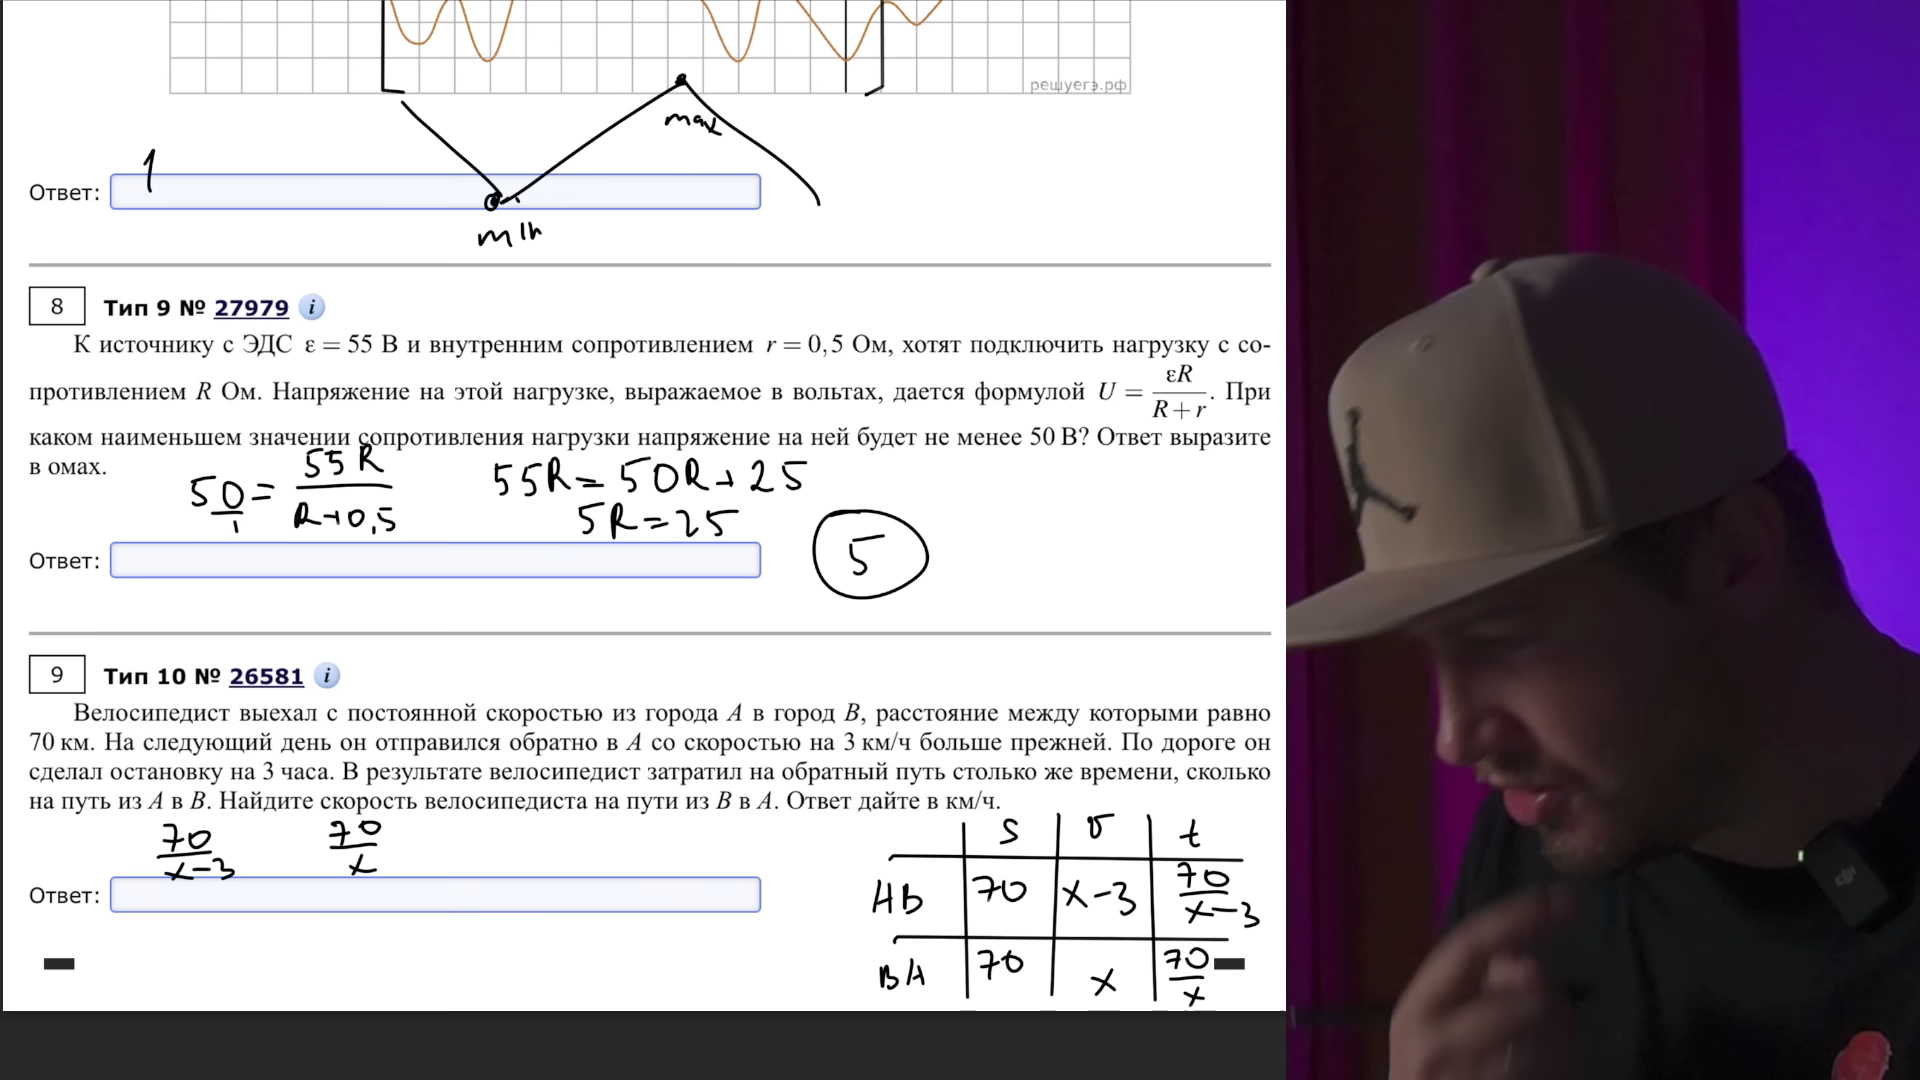 решуегэ.рф
max
1
Ответ:
min
8
Тип 9 № 27979 i
К источнику с ЭДС ε = 55 В и внутренним сопротивлением r = 0,5 Ом, хотят подключить нагрузку с со-
противлением R Ом. Напряжение на этой нагрузке, выражаемое в вольтах, дается формулой U = εR / R + r. При
каком наименьшем значении сопротивления нагрузки напряжение на ней будет не менее 50 В? Ответ выразите
в омах.
50/1 = 55R / R+0,5
55R = 50R + 25
5R = 25
5
Ответ:
9
Тип 10 № 26581 i
Велосипедист выехал с постоянной скоростью из города A в город B, расстояние между которыми равно
70 км. На следующий день он отправился обратно в A со скоростью на 3 км/ч больше прежней. По дороге он
сделал остановку на 3 часа. В результате велосипедист затратил на обратный путь столько же времени, сколько
на путь из A в B. Найдите скорость велосипедиста на пути из B в A. Ответ дайте в км/ч.
70/x-3 70/x
Ответ:
S v t
AB 70 x-3 70/x-3
BA 70 x 70/x
dji